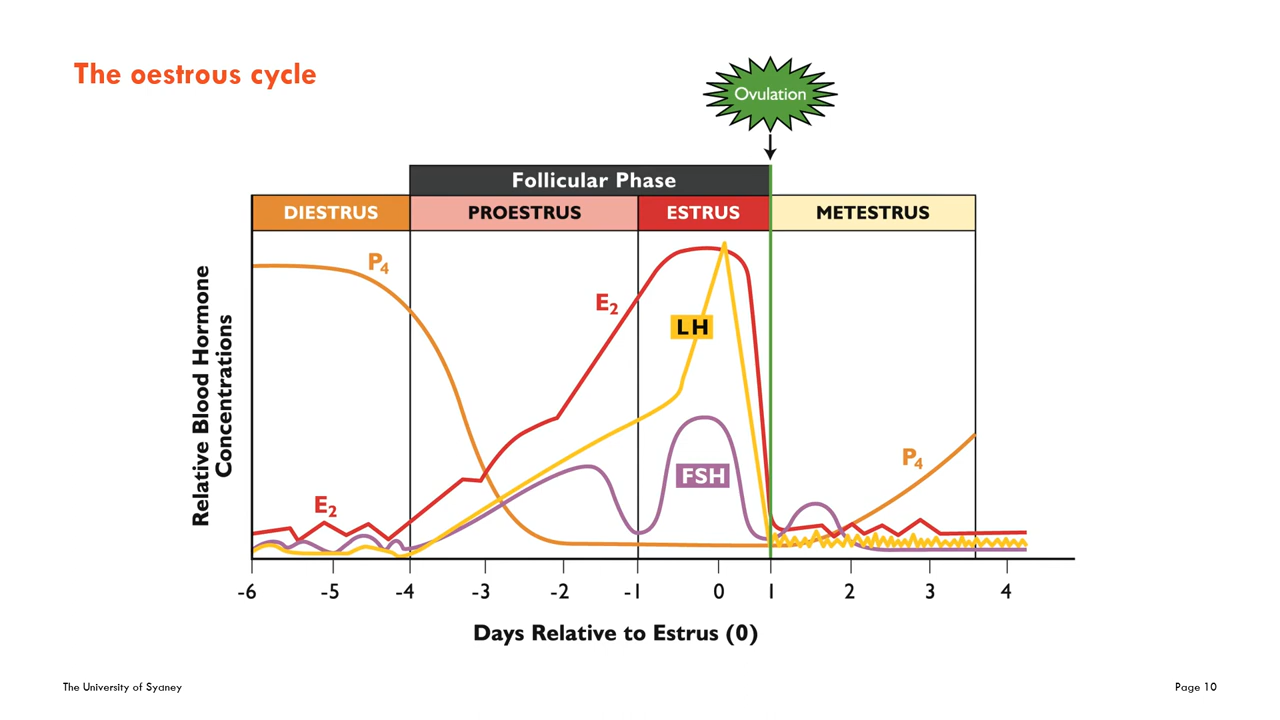 The oestrous cycle
Ovulation
Follicular Phase
DIESTRUS PROESTRUS ESTRUS METESTRUS
P4
E2
LH
FSH
P4
E2
Relative Blood Hormone
Concentrations
-6 -5 -4 -3 -2 -1 0 1 2 3 4
Days Relative to Estrus (0)
The University of Syaney
Page 10